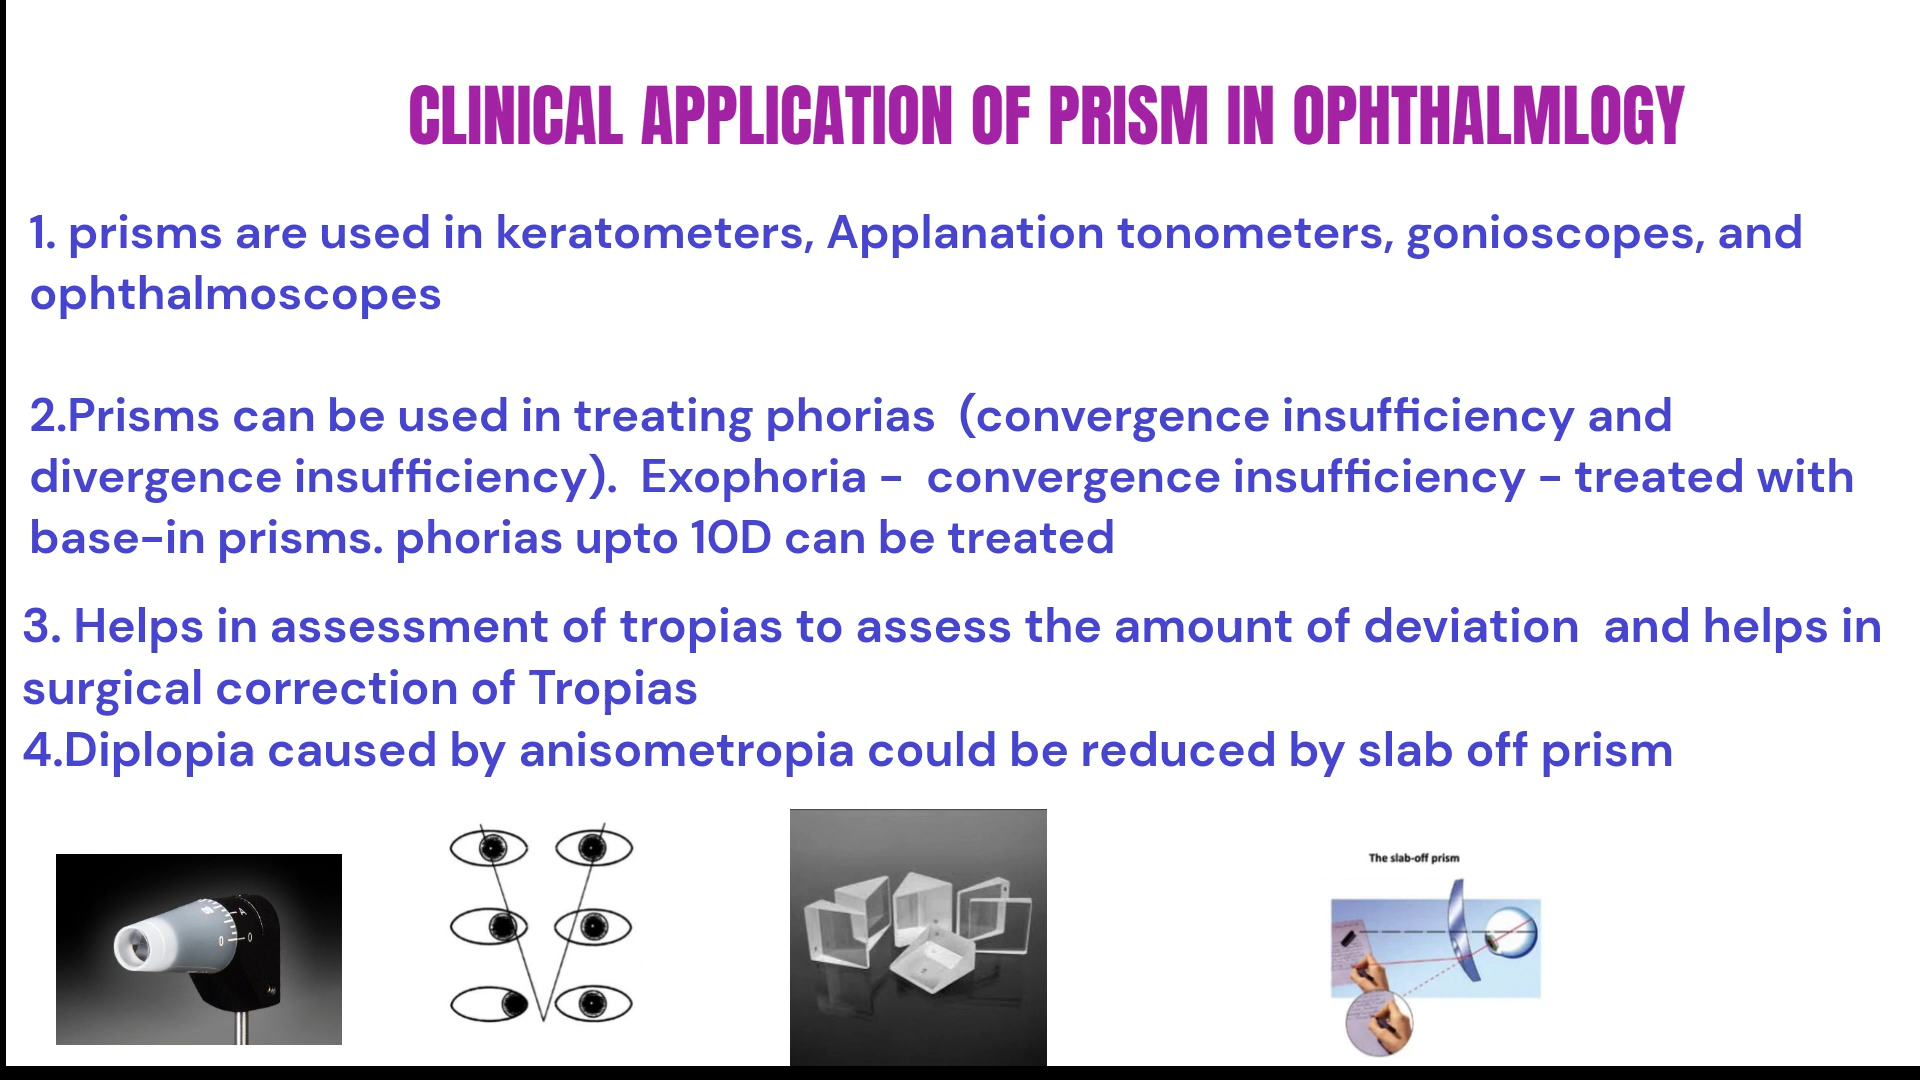 CLINICAL APPLICATION OF PRISM IN OPHTHALMLOGY
1. prisms are used in keratometers, Applanation tonometers, gonioscopes, and
ophthalmoscopes
2.Prisms can be used in treating phorias (convergence insufficiency and
divergence insufficiency). Exophoria - convergence insufficiency - treated with
base-in prisms. phorias upto 10D can be treated
3. Helps in assessment of tropias to assess the amount of deviation and helps in
surgical correction of Tropias
4.Diplopia caused by anisometropia could be reduced by slab off prism
The slab-off prism